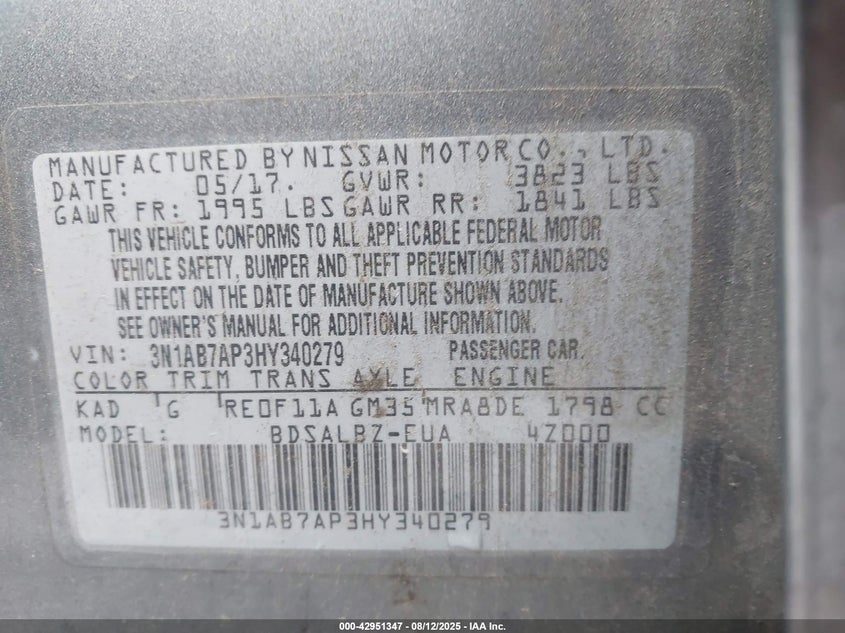 MANUFACTURED BY NISSAN MOTOR CO., LTD.
DATE: 05/17. GVWR: 3823 LBS
GAWR FR: 1995 LBS GAWR RR: 1841 LBS
THIS VEHICLE CONFORMS TO ALL APPLICABLE FEDERAL MOTOR
VEHICLE SAFETY, BUMPER AND THEFT PREVENTION STANDARDS
IN EFFECT ON THE DATE OF MANUFACTURE SHOWN ABOVE.
SEE OWNER'S MANUAL FOR ADDITIONAL INFORMATION.
VIN: 3N1AB7AP3HY340279 PASSENGER CAR.
COLOR TRIM TRANS AXLE ENGINE
KAD G RE0F11A GM35 MRA8DE 1798 CC
MODEL: BDSALBZ-EUA 4Z000
3N1AB7AP3HY340279
000-42951347 - 08/12/2025 - IAA Inc.